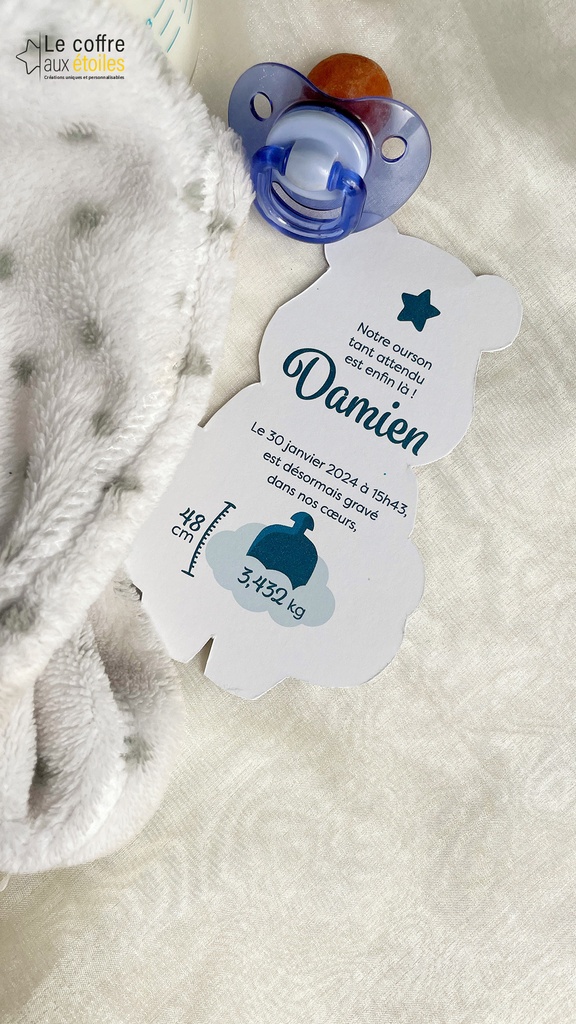 Le coffre
aux étoiles
Créations uniques et personnalisables
Notre ourson
tant attendu
est enfin là !
Damien
Le 30 janvier 2024 à 15h43,
est désormais gravé
dans nos cœurs,
48
cm
3,432 kg